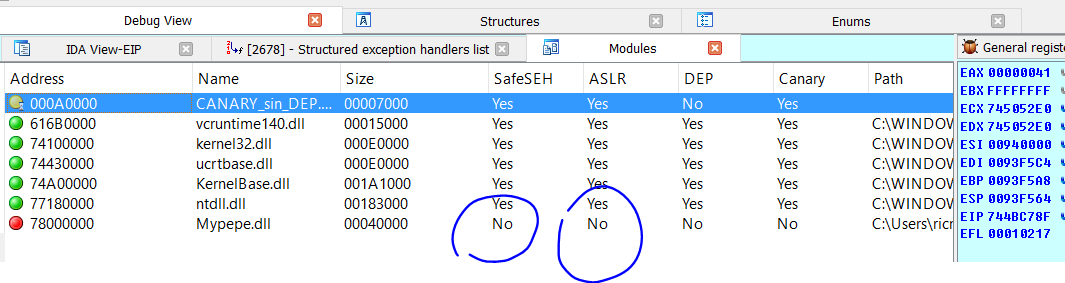 Debug View Structures Enums
IDA View-EIP [2678] - Structured exception handlers list Modules General registe
Address Name Size SafeSEH ASLR DEP Canary Path
000A0000 CANARY_sin_DEP.... 00007000 Yes Yes No Yes
616B0000 vcruntime140.dll 00015000 Yes Yes Yes Yes C:\WINDOW
74100000 kernel32.dll 000E0000 Yes Yes Yes Yes C:\WINDOW
74430000 ucrtbase.dll 000E0000 Yes Yes Yes Yes C:\WINDOW
74A00000 KernelBase.dll 001A1000 Yes Yes Yes Yes C:\WINDOW
77180000 ntdll.dll 00183000 Yes Yes Yes Yes C:\WINDOW
78000000 Mypepe.dll 00040000 No No No No C:\Users\ricr
EAX 00000041
EBX FFFFFFFF
ECX 745052E0
EDX 745052E0
ESI 00940000
EDI 0093F5C4
EBP 0093F5A8
ESP 0093F564
EIP 744BC78F
EFL 00010217